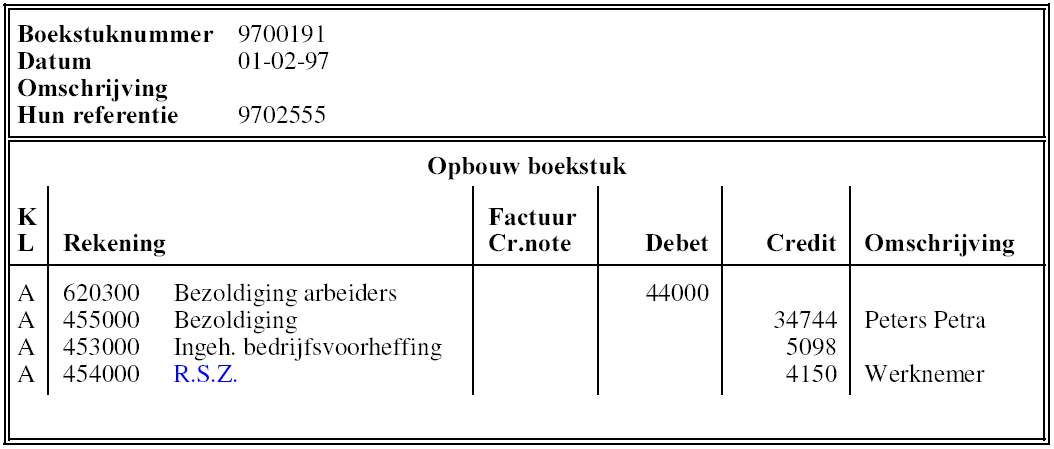 Boekstuknummer 9700191
Datum 01-02-97
Omschrijving
Hun referentie 9702555
Opbouw boekstuk
K
L Rekening Factuur
Cr.note Debet Credit Omschrijving
A 620300 Bezoldiging arbeiders 44000
A 455000 Bezoldiging 34744 Peters Petra
A 453000 Ingeh. bedrijfsvoorheffing 5098
A 454000 R.S.Z. 4150 Werknemer